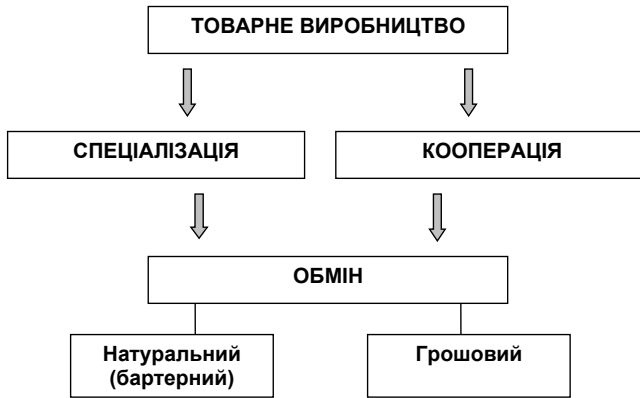 ТОВАРНЕ ВИРОБНИЦТВО
СПЕЦІАЛІЗАЦІЯ
КООПЕРАЦІЯ
ОБМІН
Натуральний
(бартерний)
Грошовий